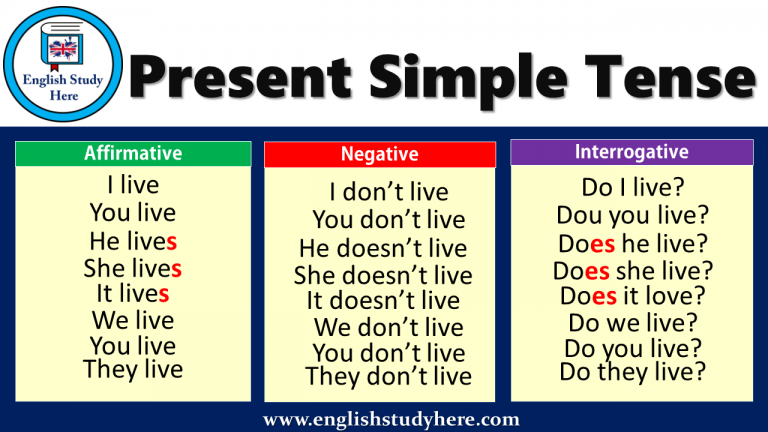 English Study
Here
Present Simple Tense
Affirmative
I live
You live
He lives
She lives
It lives
We live
You live
They live
Negative
I don’t live
You don’t live
He doesn’t live
She doesn’t live
It doesn’t live
We don’t live
You don’t live
They don’t live
Interrogative
Do I live?
Dou you live?
Does he live?
Does she live?
Does it love?
Do we live?
Do you live?
Do they live?
www.englishstudyhere.com